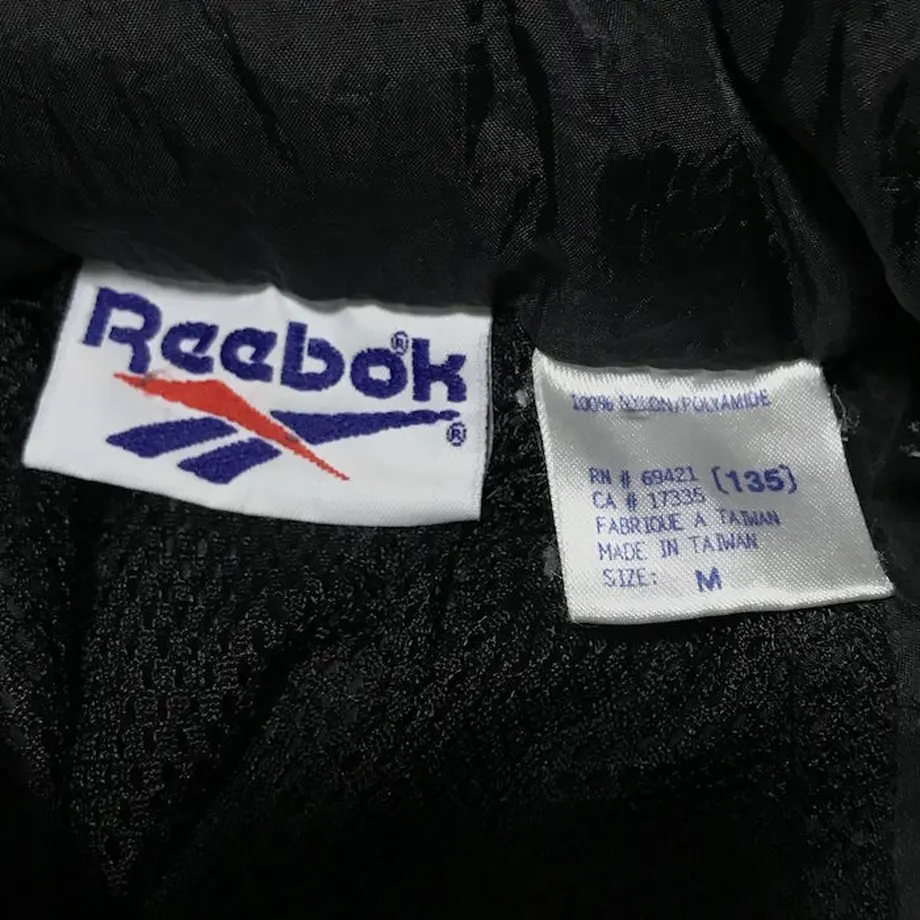 Reebok®
®
100% NYLON/POLYAMIDE
RN # 69421 (135)
CA # 17335
FABRIQUE A TAIWAN
MADE IN TAIWAN
SIZE: M